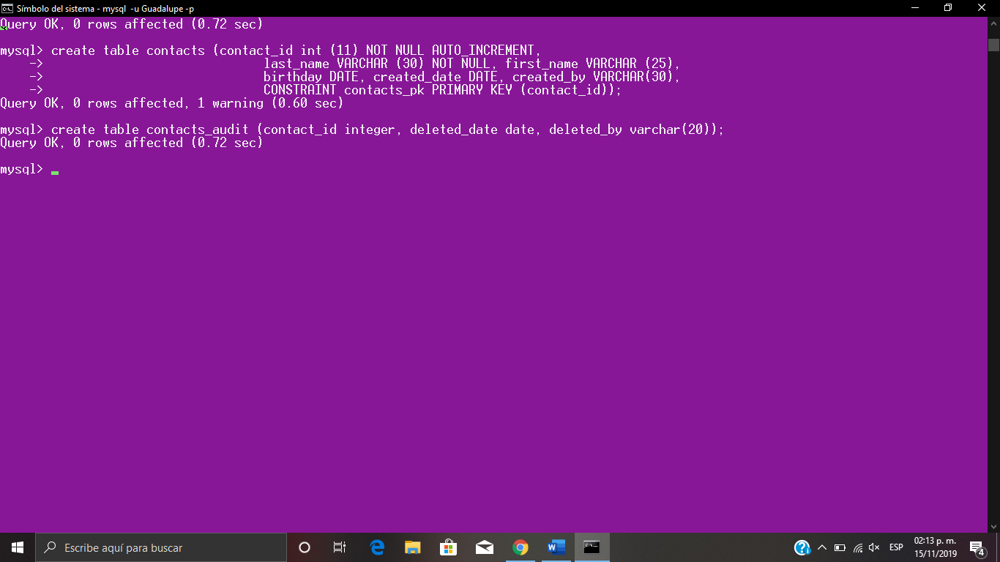 Símbolo del sistema - mysql -u Guadalupe -p
Query OK, 0 rows affected (0.72 sec)
mysql> create table contacts (contact_id int (11) NOT NULL AUTO_INCREMENT,
-> last_name VARCHAR (30) NOT NULL, first_name VARCHAR (25),
-> birthday DATE, created_date DATE, created_by VARCHAR(30),
-> CONSTRAINT contacts_pk PRIMARY KEY (contact_id));
Query OK, 0 rows affected, 1 warning (0.60 sec)
mysql> create table contacts_audit (contact_id integer, deleted_date date, deleted_by varchar(20));
Query OK, 0 rows affected (0.72 sec)
mysql>
Escribe aquí para buscar
ESP
02:13 p. m.
15/11/2019
4